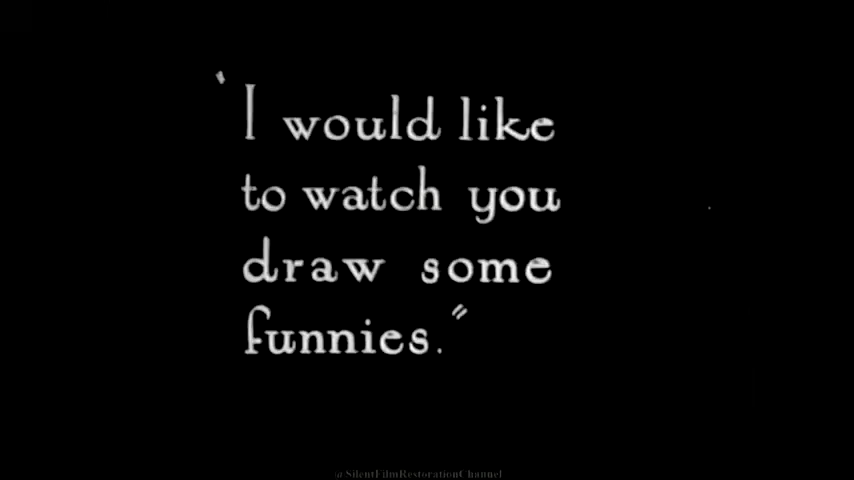 'I would like
to watch you
draw some
funnies."
@SilentFilmRestorationChannel